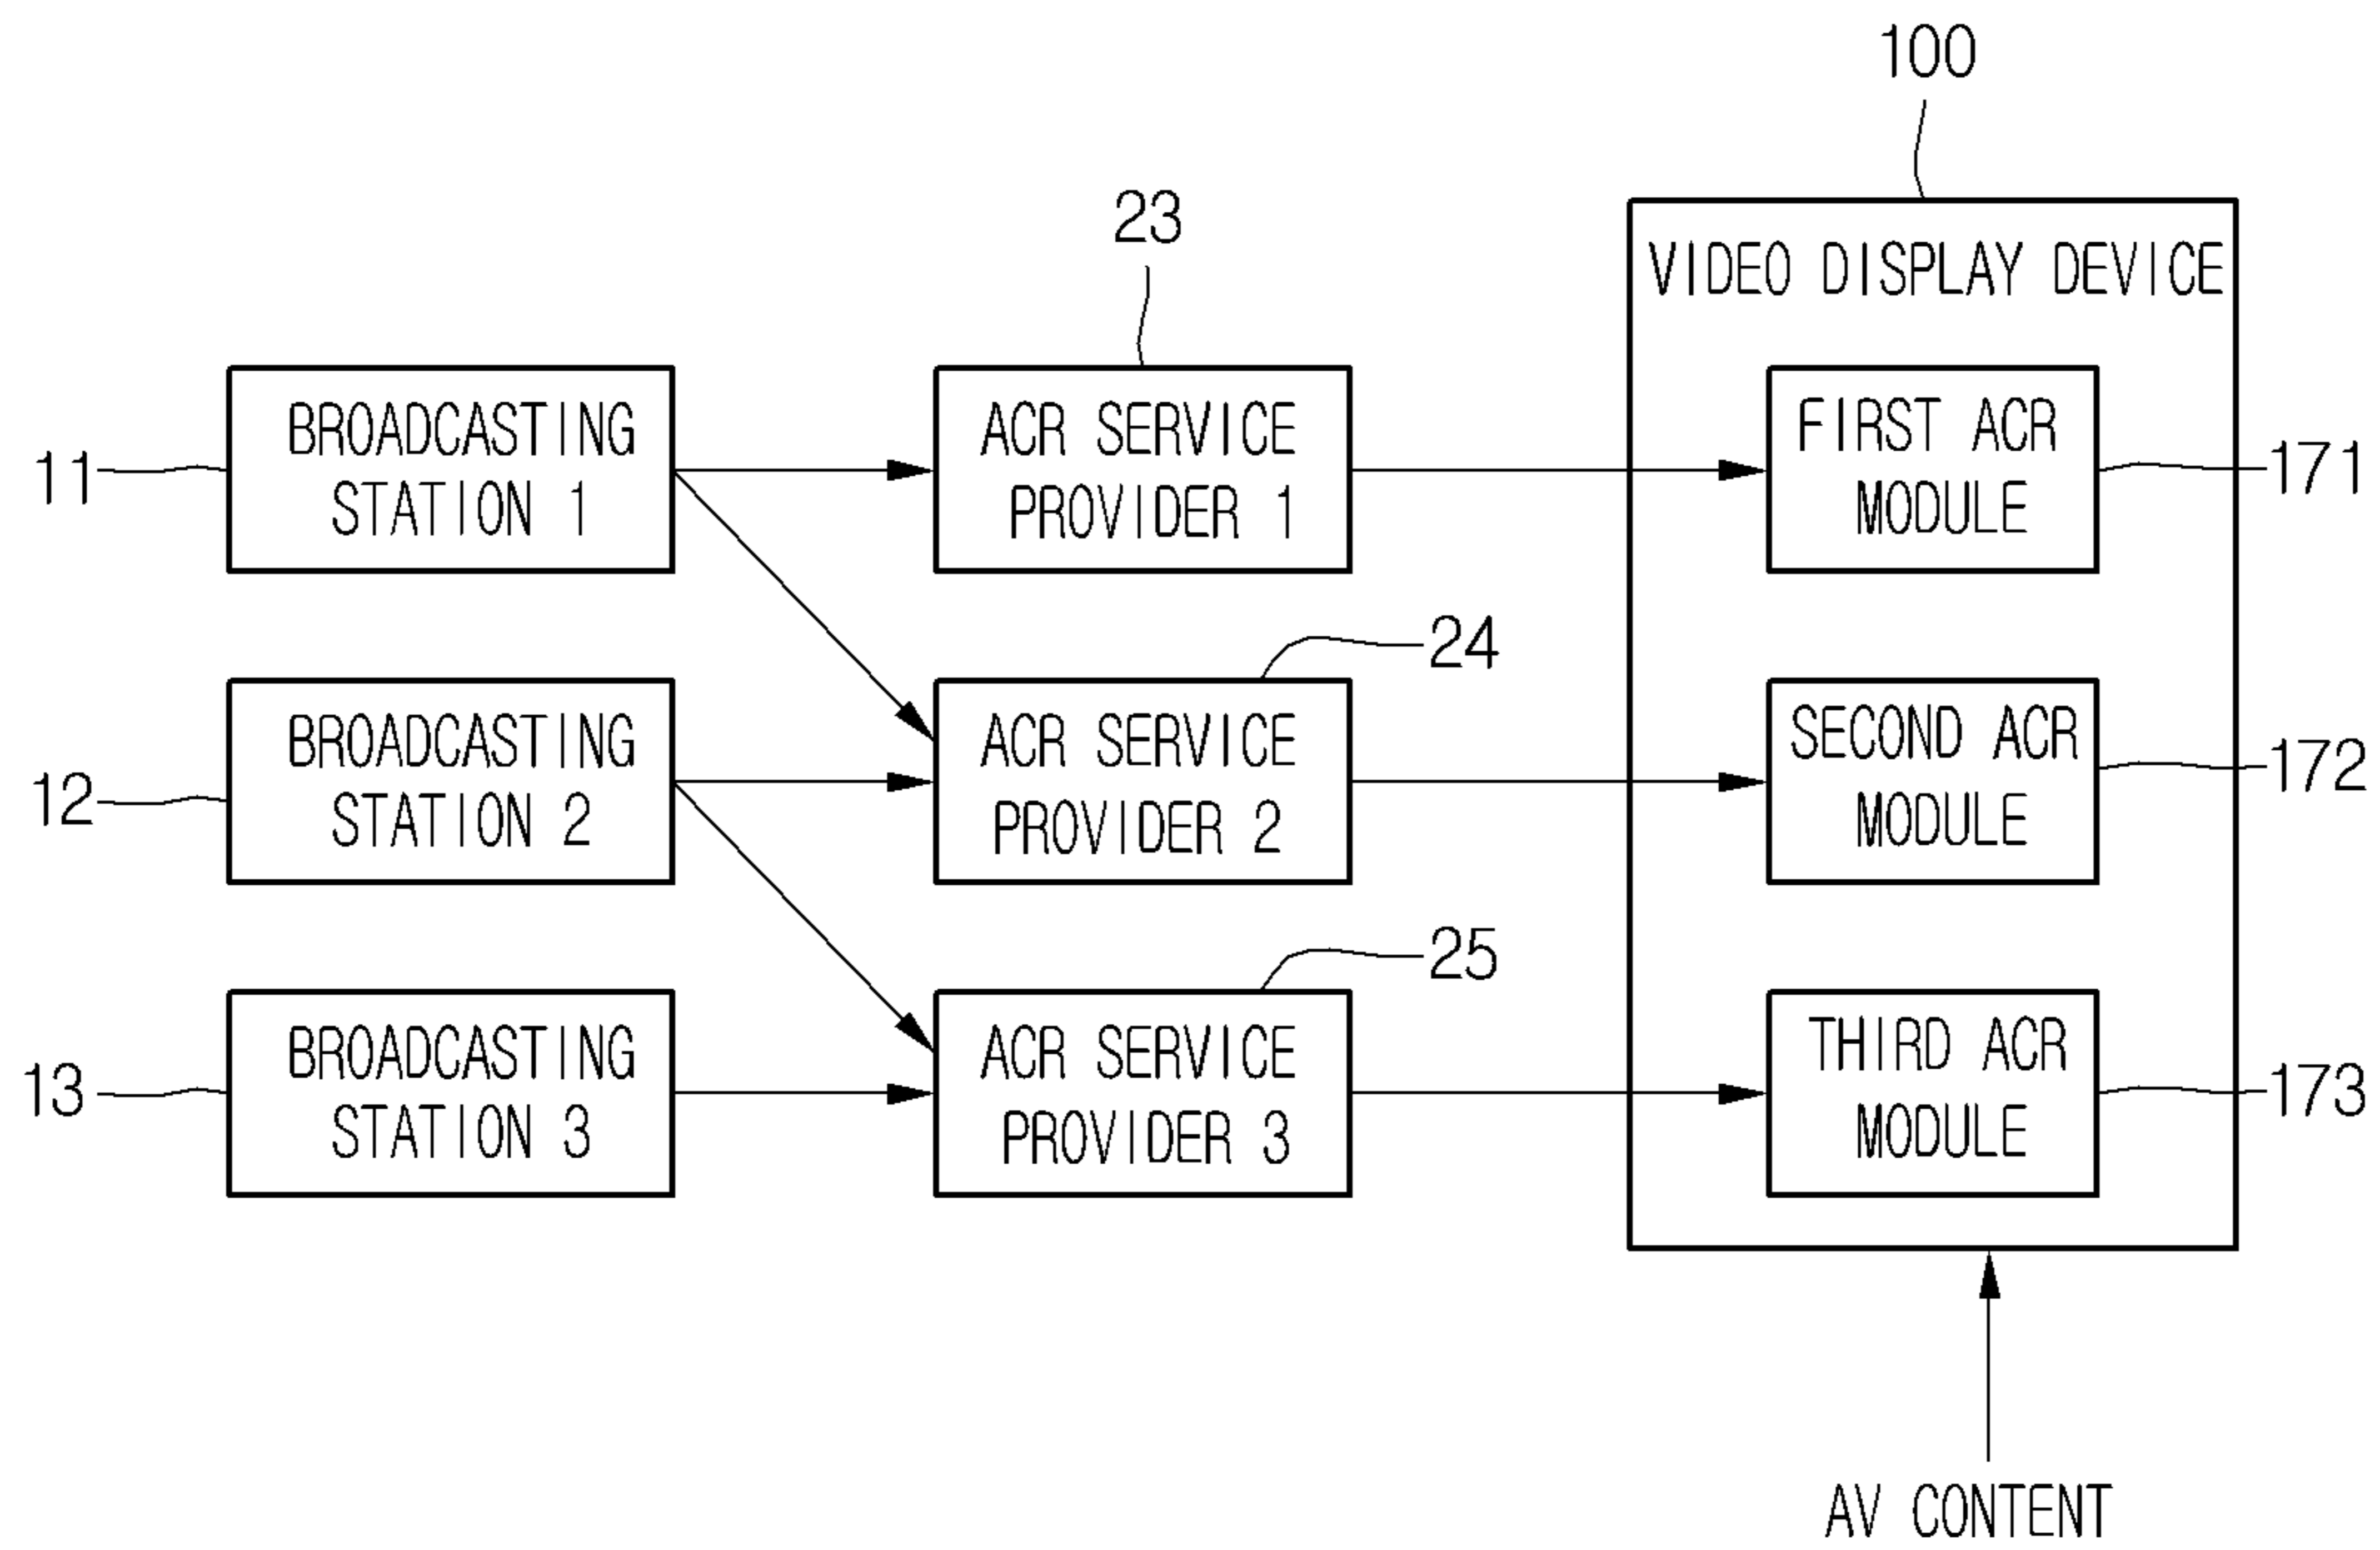 100
23
VIDEO DISPLAY DEVICE
11
BROADCASTING
STATION 1
ACR SERVICE
PROVIDER 1
FIRST ACR
MODULE
171
24
12
BROADCASTING
STATION 2
ACR SERVICE
PROVIDER 2
SECOND ACR
MODULE
172
25
13
BROADCASTING
STATION 3
ACR SERVICE
PROVIDER 3
THIRD ACR
MODULE
173
AV CONTENT